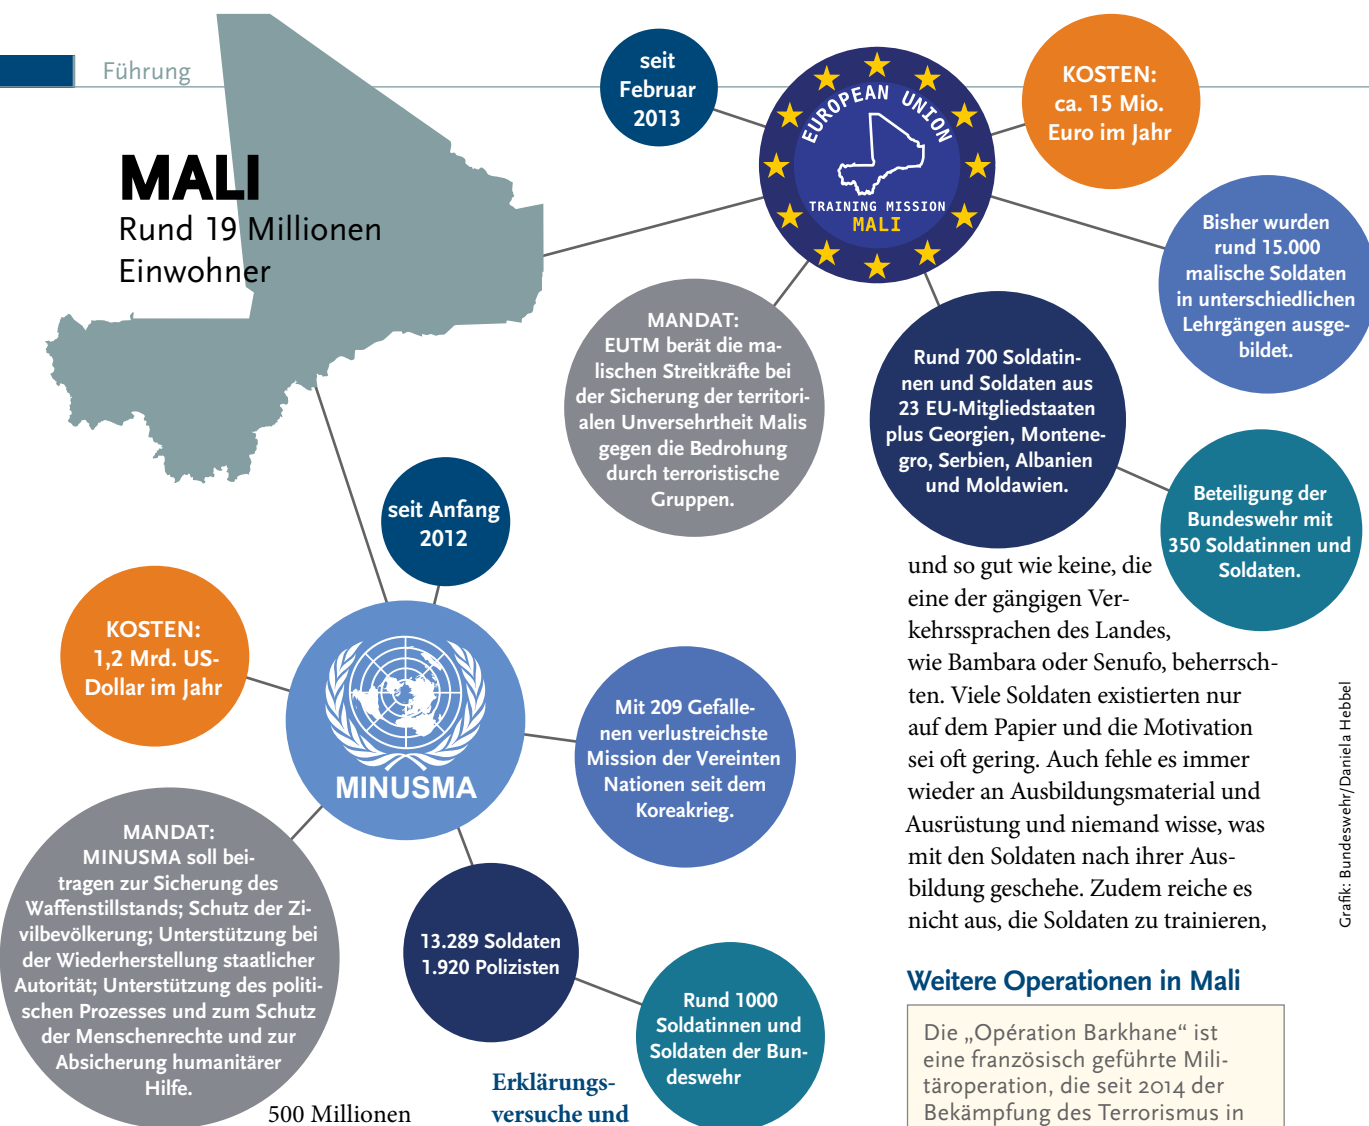 Führung
MALI
Rund 19 Millionen
Einwohner
seit
Februar
2013
EUROPEAN UNION
TRAINING MISSION
MALI
KOSTEN:
ca. 15 Mio.
Euro im Jahr
Bisher wurden
rund 15.000
malische Soldaten
in unterschiedlichen
Lehrgängen ausge-
bildet.
MANDAT:
EUTM berät die ma-
lischen Streitkräfte bei
der Sicherung der territori-
alen Unversehrtheit Malis
gegen die Bedrohung
durch terroristische
Gruppen.
Rund 700 Soldatin-
nen und Soldaten aus
23 EU-Mitgliedstaaten
plus Georgien, Montene-
gro, Serbien, Albanien
und Moldawien.
Beteiligung der
Bundeswehr mit
350 Soldatinnen und
Soldaten.
seit Anfang
2012
KOSTEN:
1,2 Mrd. US-
Dollar im Jahr
MINUSMA
Mit 209 Gefalle-
nen verlustreichste
Mission der Vereinten
Nationen seit dem
Koreakrieg.
MANDAT:
MINUSMA soll bei-
tragen zur Sicherung des
Waffenstillstands; Schutz der Zi-
vilbevölkerung; Unterstützung bei
der Wiederherstellung staatlicher
Autorität; Unterstützung des politi-
schen Prozesses und zum Schutz
der Menschenrechte und zur
Absicherung humanitärer
Hilfe.
13.289 Soldaten
1.920 Polizisten
Rund 1000
Soldatinnen und
Soldaten der Bun-
deswehr
500 Millionen
Erklärungs-
versuche und
und so gut wie keine, die
eine der gängigen Ver-
kehrssprachen des Landes,
wie Bambara oder Senufo, beherrsch-
ten. Viele Soldaten existierten nur
auf dem Papier und die Motivation
sei oft gering. Auch fehle es immer
wieder an Ausbildungsmaterial und
Ausrüstung und niemand wisse, was
mit den Soldaten nach ihrer Aus-
bildung geschehe. Zudem reiche es
nicht aus, die Soldaten zu trainieren,
Weitere Operationen in Mali
Die „Opération Barkhane“ ist
eine französisch geführte Mili-
täroperation, die seit 2014 der
Bekämpfung des Terrorismus in
Grafik: Bundeswehr/Daniela Hebbel